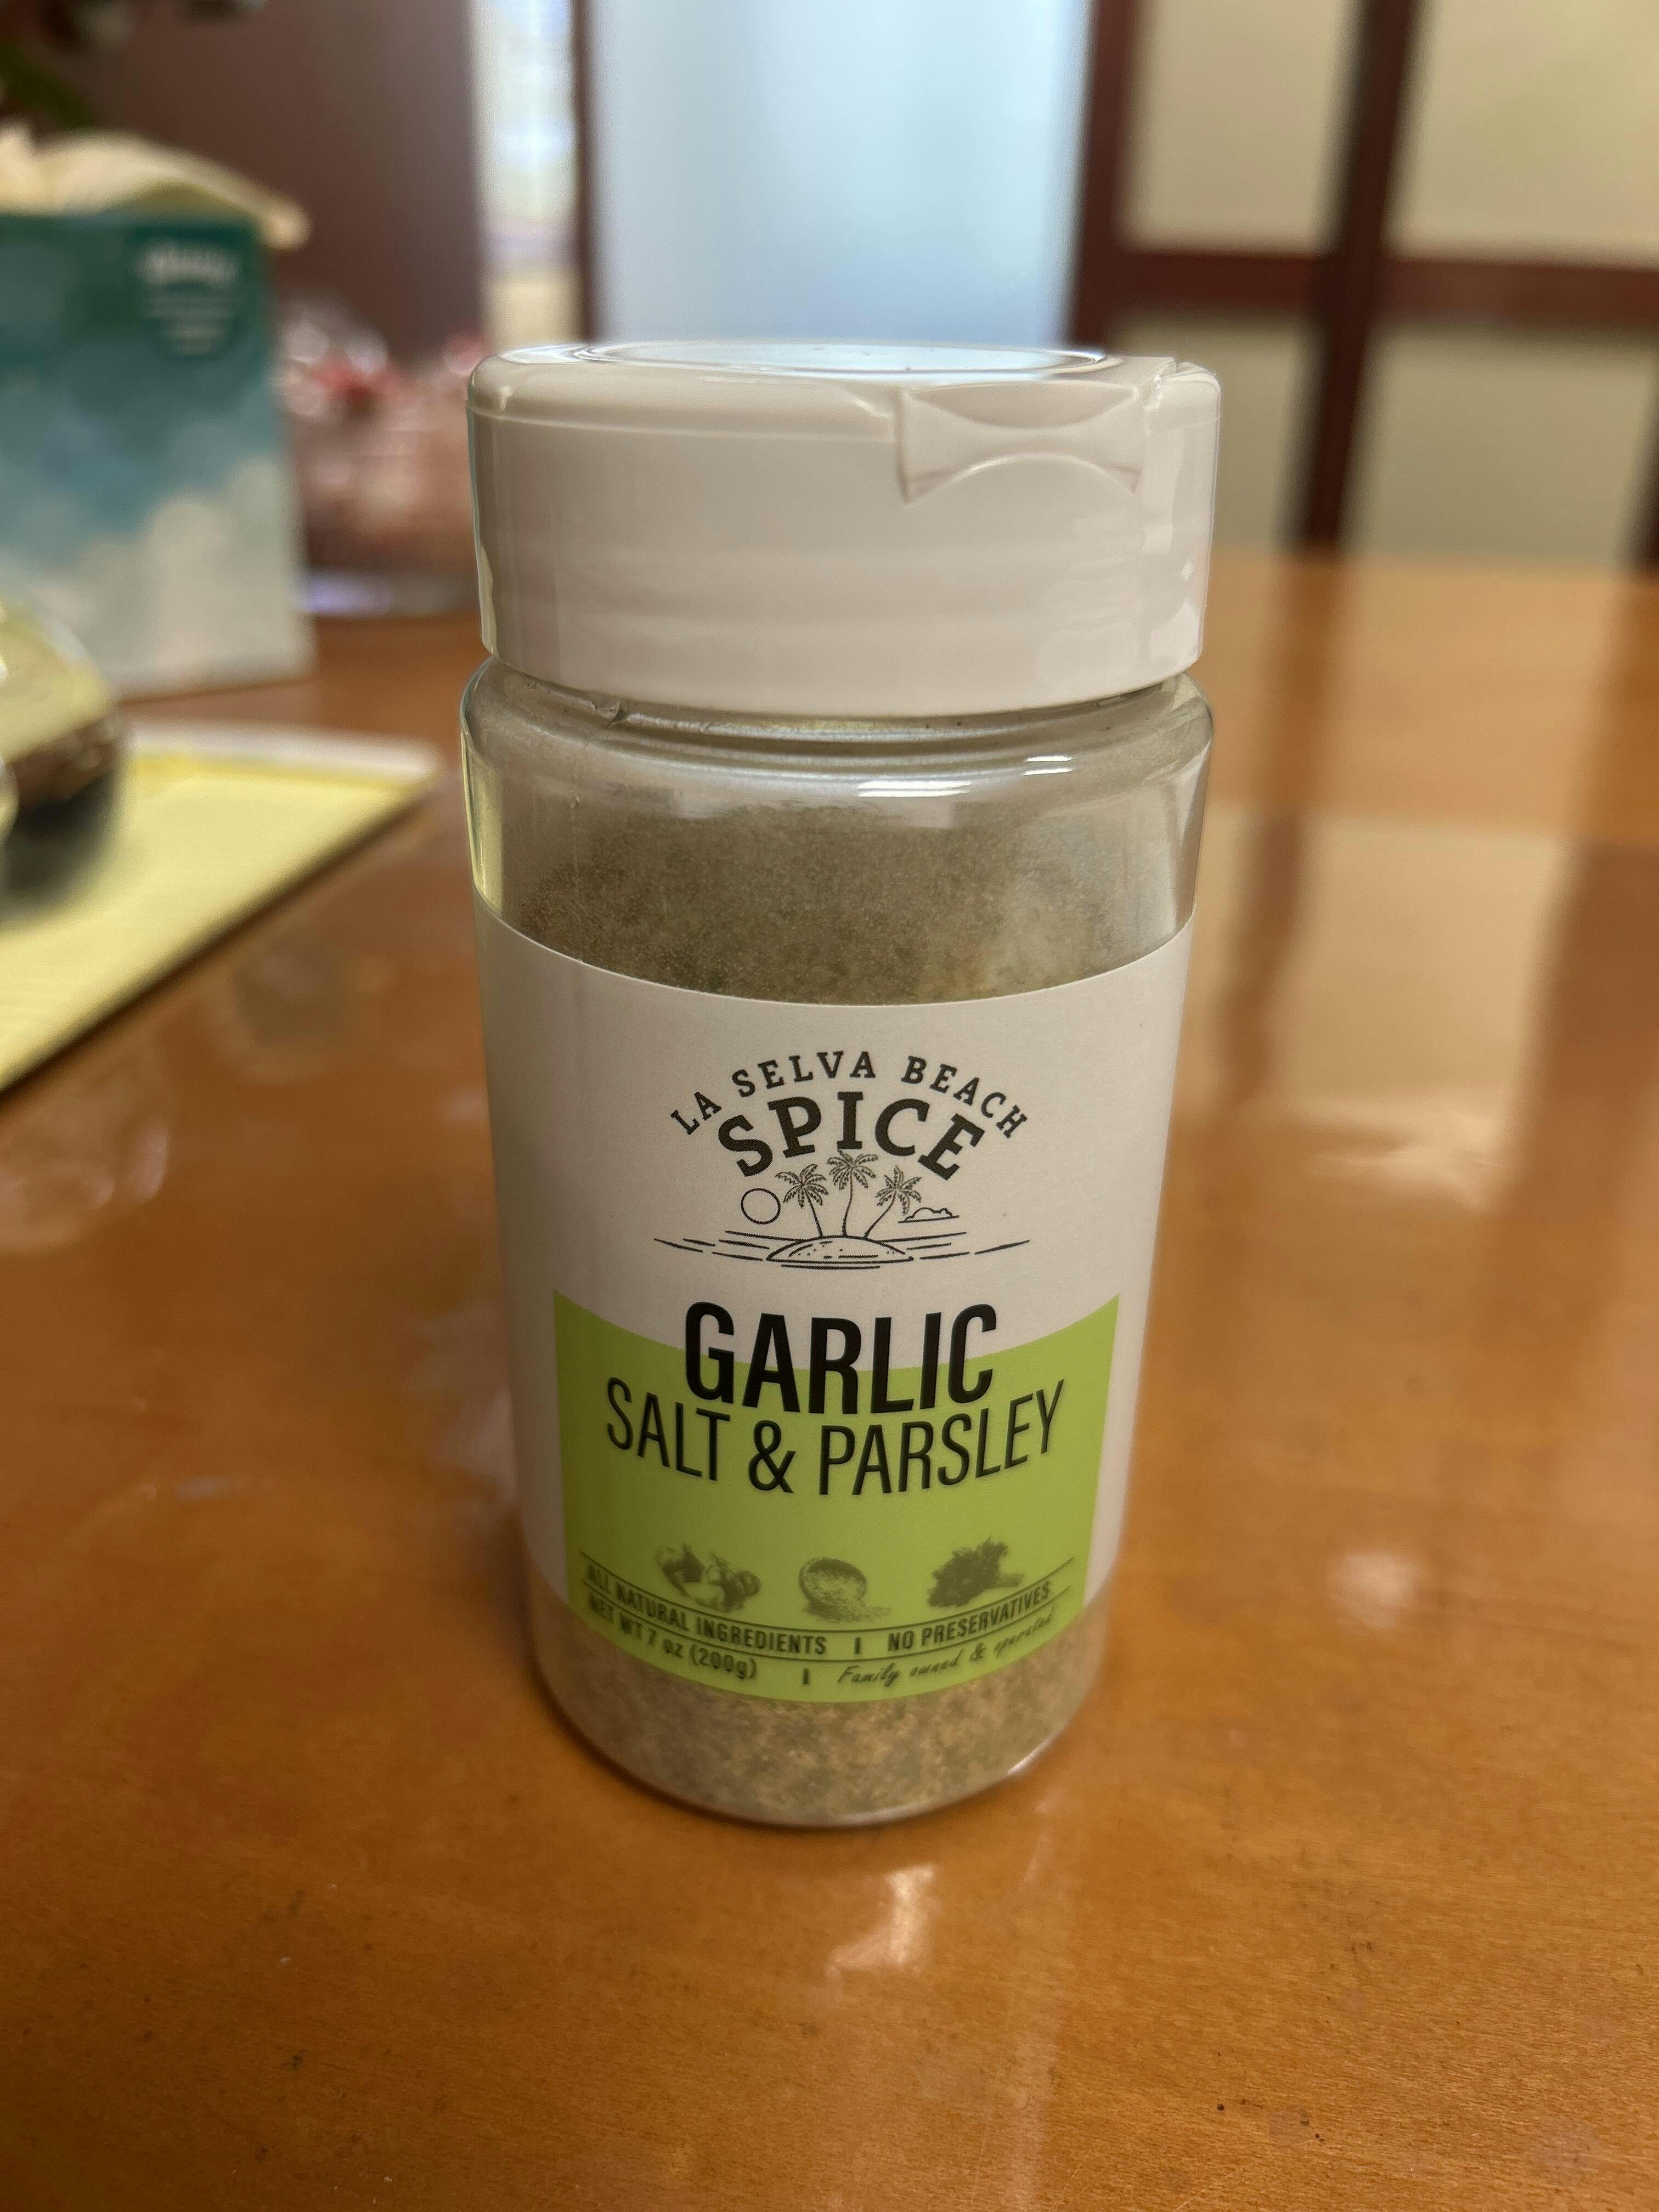 LA SELVA BEACH
SPICE
GARLIC
SALT & PARSLEY
ALL NATURAL INGREDIENTS | NO PRESERVATIVES
NET WT 7 oz (200g) | Family owned & operated